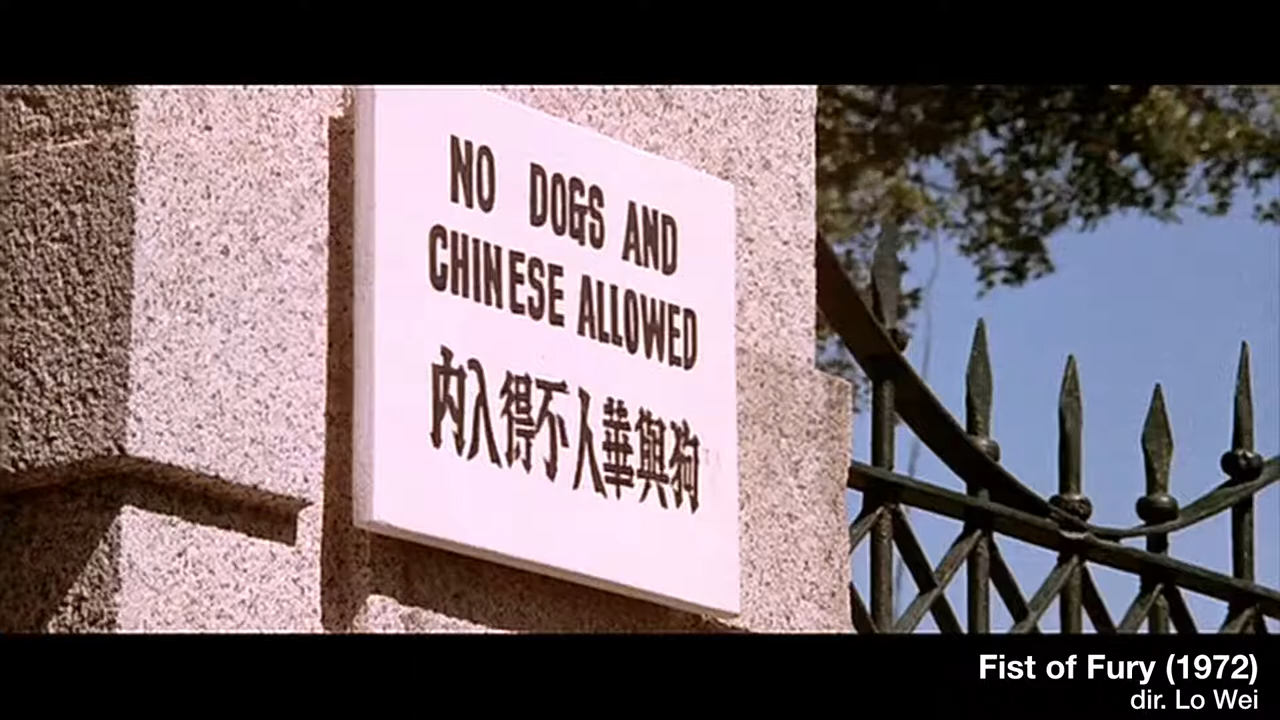 NO DOGS AND
CHINESE ALLOWED
狗與華人不得入內
Fist of Fury (1972)
dir. Lo Wei